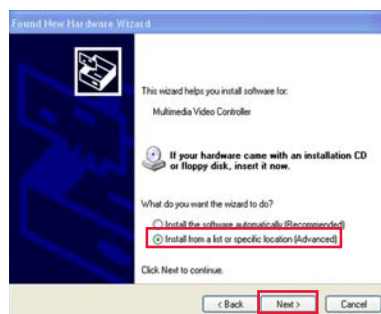 Found New Hardware Wizard
This wizard helps you install software for:
Multimedia Video Controller
If your hardware came with an installation CD
or floppy disk, insert it now.
What do you want the wizard to do?
Install the software automatically (Recommended)
Install from a list or specific location (Advanced)
Click Next to continue.
< Back Next > Cancel